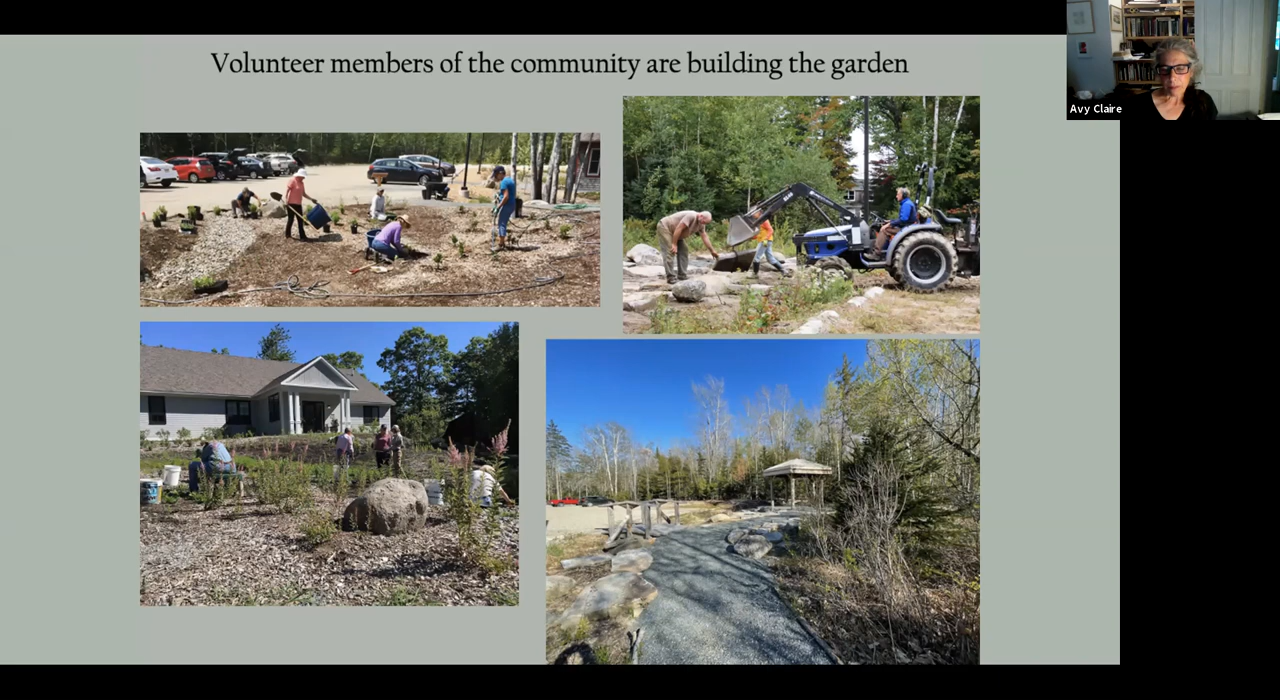 Volunteer members of the community are building the garden
Avy Claire